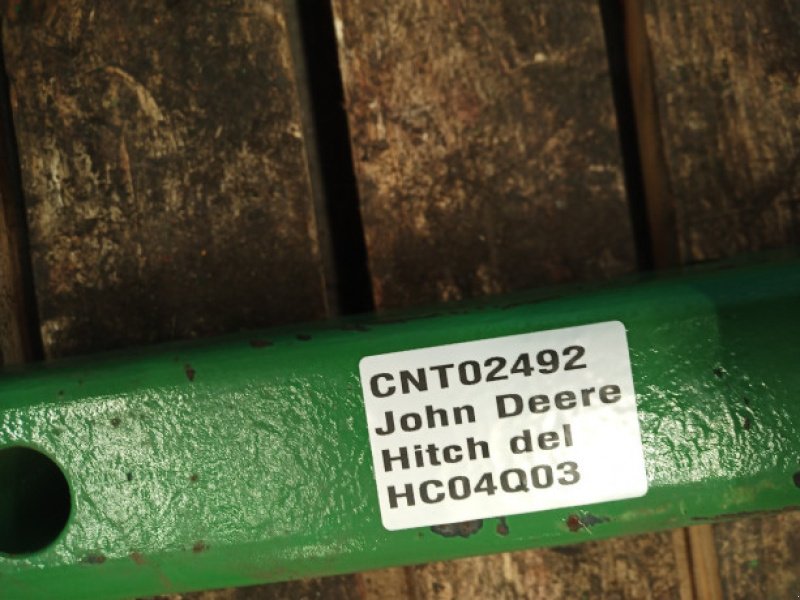 CNT02492
John Deere
Hitch del
HC04Q03